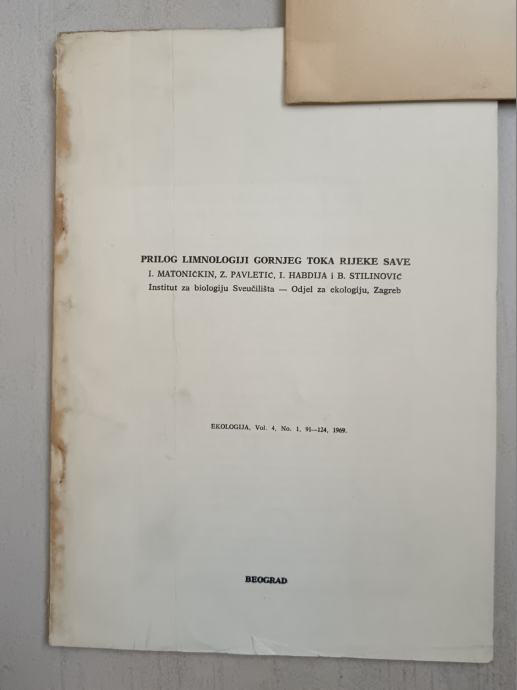 PRILOG LIMNOLOGIJI GORNJEG TOKA RIJEKE SAVE
I. MATONIČKIN, Z. PAVLETIĆ, I. HABDIJA i B. STILINOVIĆ
Institut za biologiju Sveučilišta — Odjel za ekologiju, Zagreb
EKOLOGIJA, Vol. 4, No. 1, 91—124, 1969.
BEOGRAD